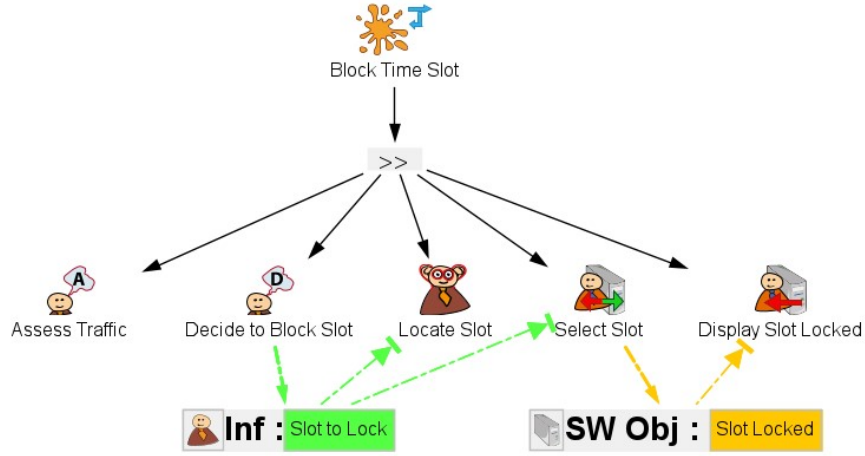 Block Time Slot
>>
A
D
Assess Traffic
Decide to Block Slot
Locate Slot
Select Slot
Display Slot Locked
Inf : Slot to Lock
SW Obj : Slot Locked